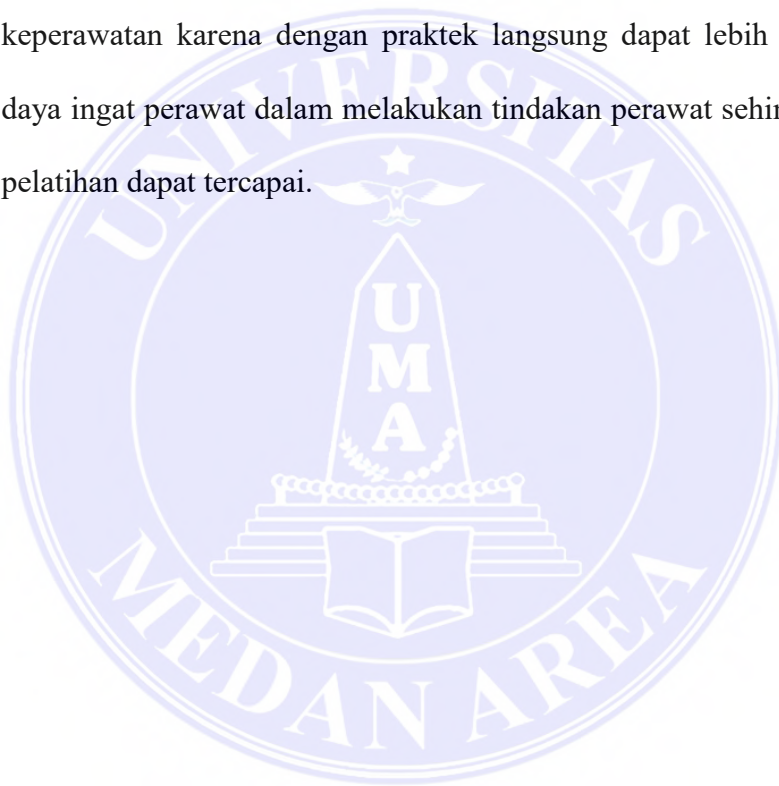 keperawatan karena dengan praktek langsung dapat lebih
daya ingat perawat dalam melakukan tindakan perawat
pelatihan dapat tercapai.
UNIVERSITAS
UMA
MEDAN AREA